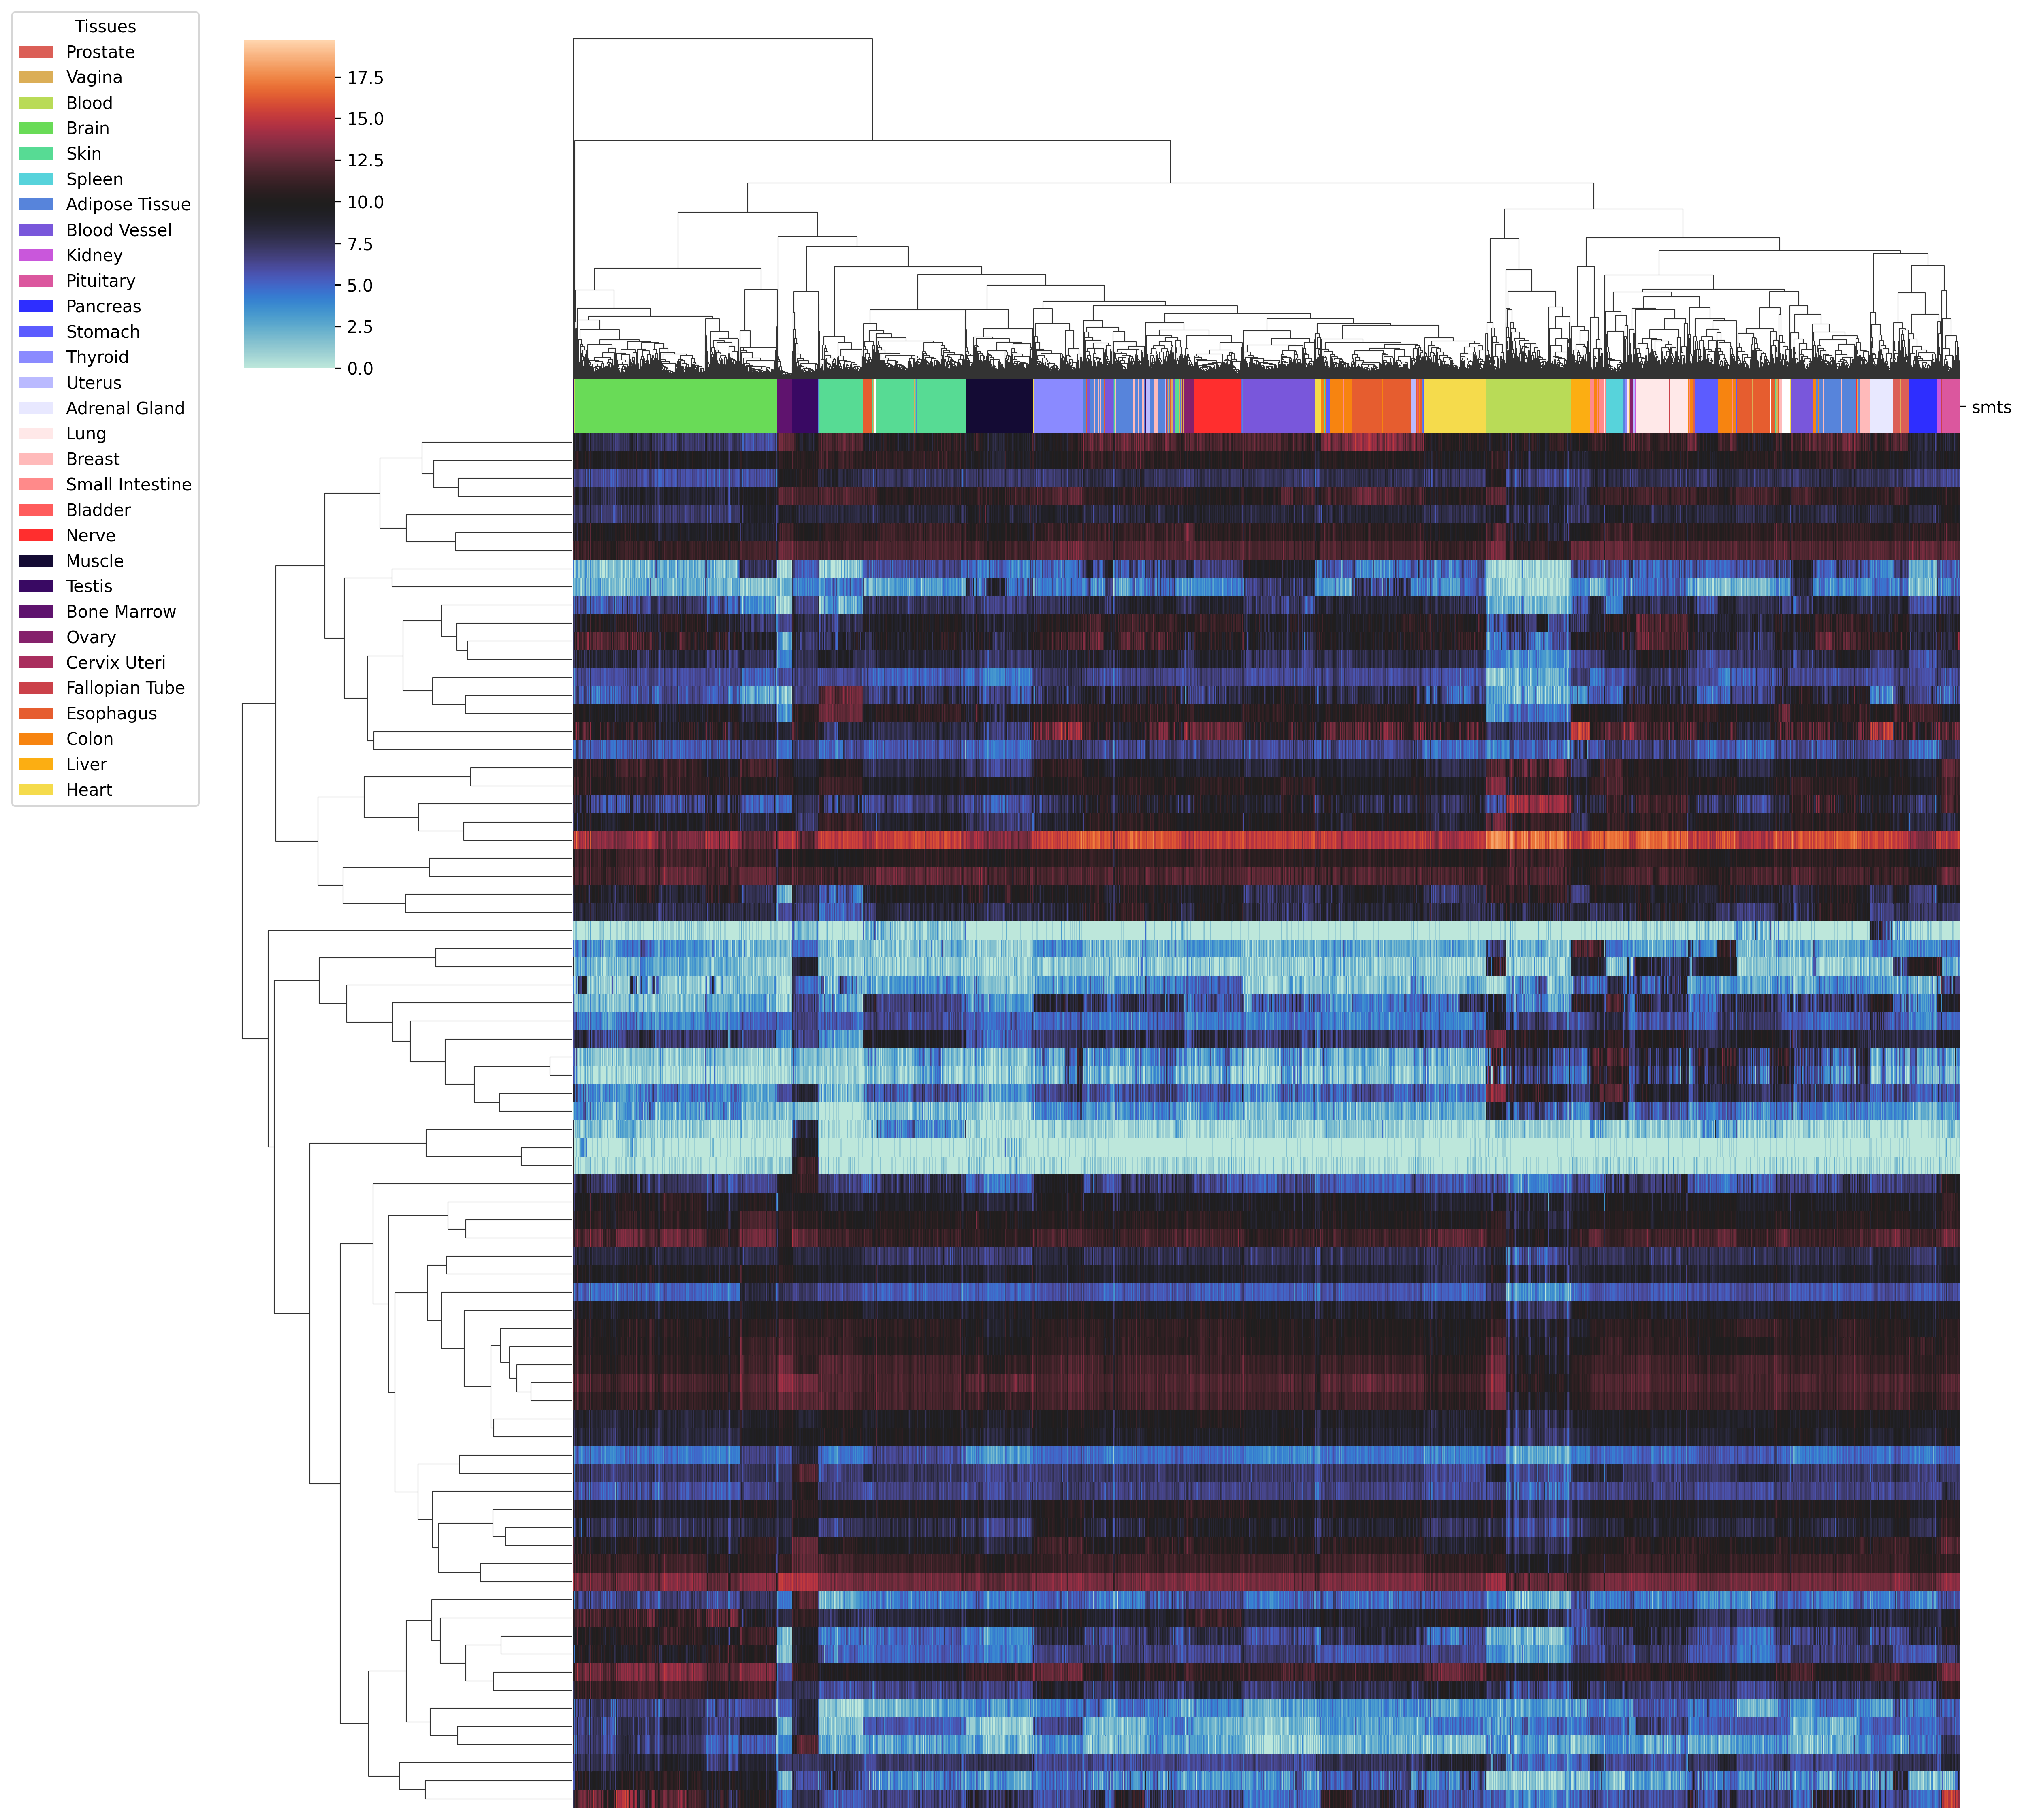 Tissues
Prostate
Vagina
Blood
Brain
Skin
Spleen
Adipose Tissue
Blood Vessel
Kidney
Pituitary
Pancreas
Stomach
Thyroid
Uterus
Adrenal Gland
Lung
Breast
Small Intestine
Bladder
Nerve
Muscle
Testis
Bone Marrow
Ovary
Cervix Uteri
Fallopian Tube
Esophagus
Colon
Liver
Heart
17.5
15.0
12.5
10.0
7.5
5.0
2.5
0.0
smts